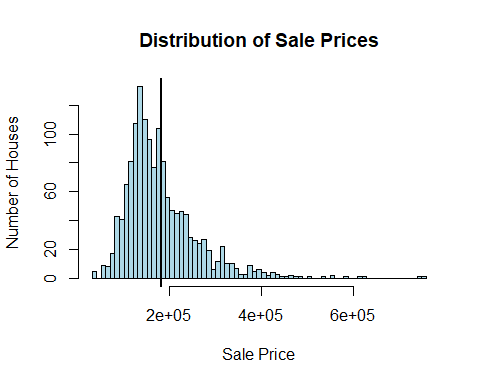 Distribution of Sale Prices
Number of Houses
100
60
20
0
2e+05 4e+05 6e+05
Sale Price